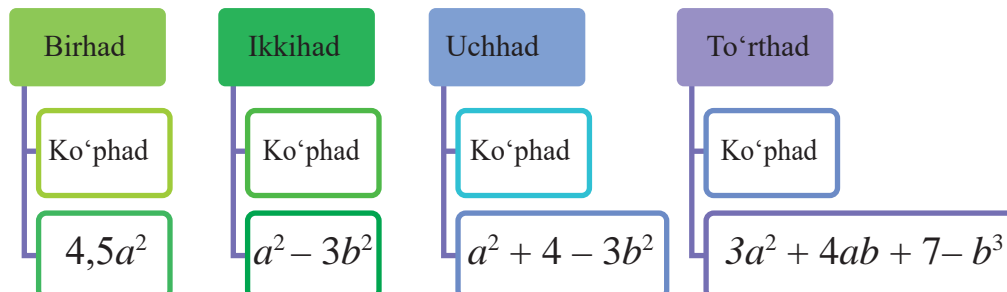 Birhad
Ikkihad
Uchhad
To‘rthad
Ko‘phad
Ko‘phad
Ko‘phad
Ko‘phad
4,5a²
a² – 3b²
a² + 4 – 3b²
3a² + 4ab + 7– b³